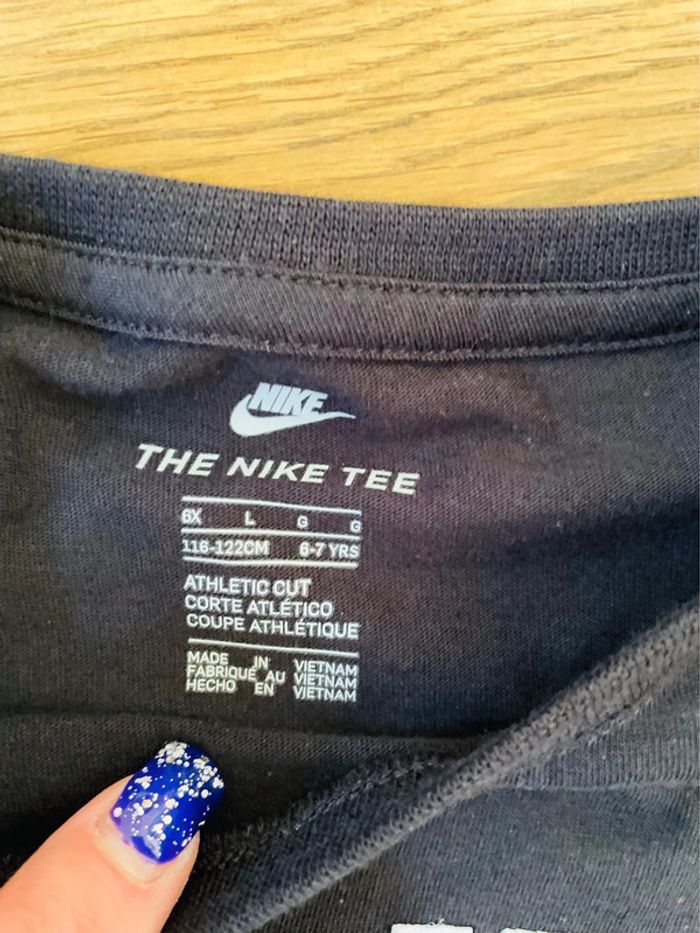 NIKE
THE NIKE TEE
6X L G G
116-122CM 6-7 YRS
ATHLETIC CUT
CORTE ATLÉTICO
COUPE ATHLÉTIQUE
MADE IN VIETNAM
FABRIQUÉ AU VIETNAM
HECHO EN VIETNAM